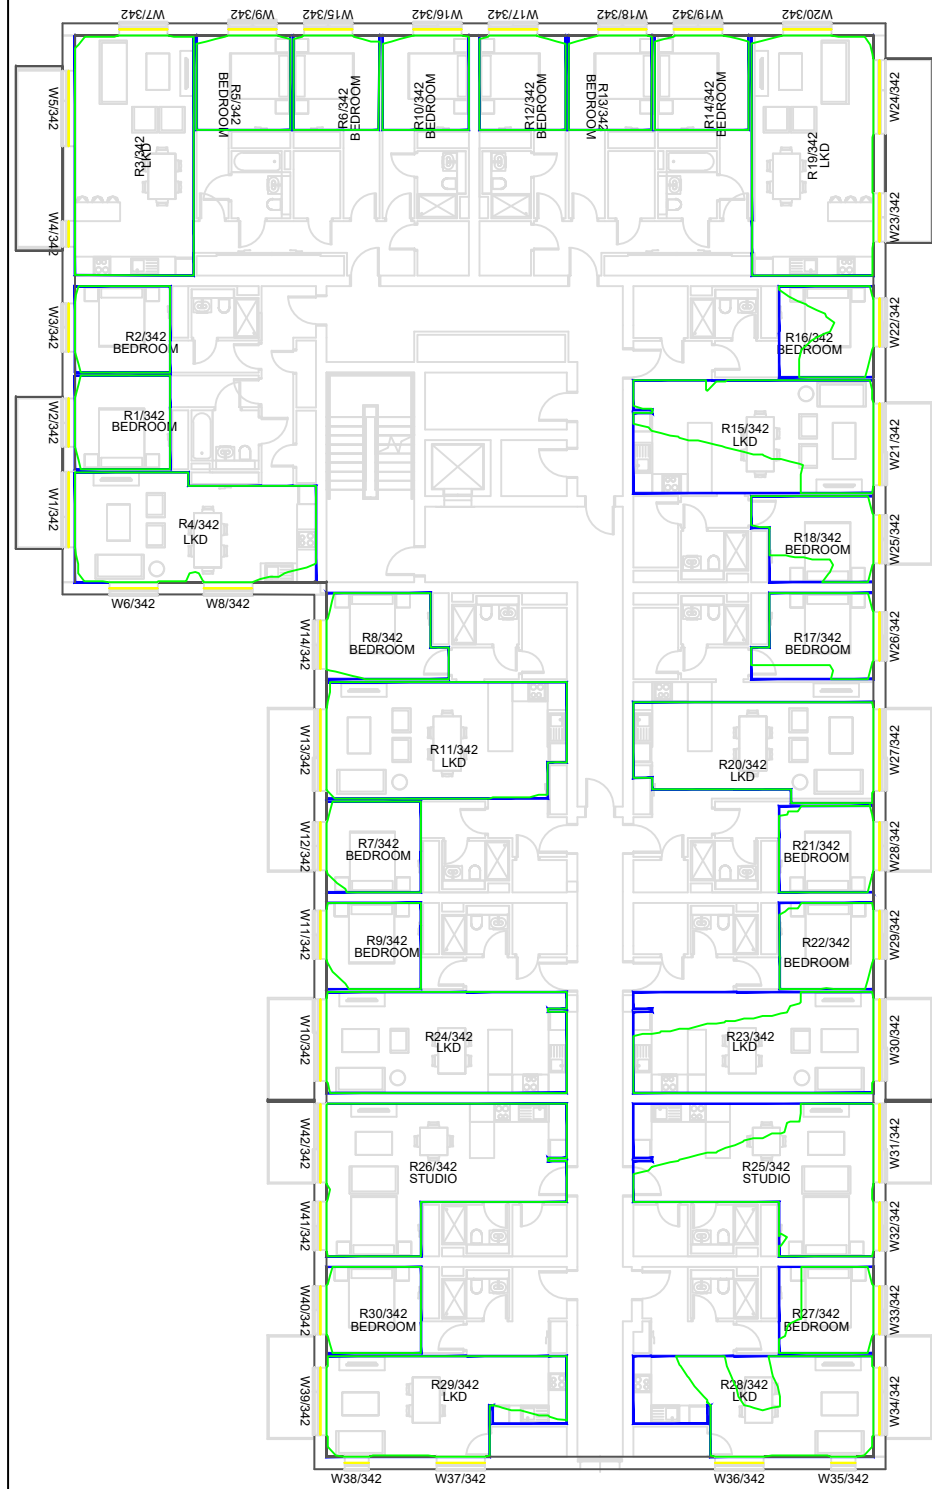 W7/342
W9/342
W15/342
W16/342
W17/342
W18/342
W19/342
W20/342
W5/342
W4/342
W24/342
W23/342
R3/342
LKD
R5/342
BEDROOM
R6/342
BEDROOM
R10/342
BEDROOM
R12/342
BEDROOM
R13/342
BEDROOM
R14/342
BEDROOM
R19/342
LKD
W3/342
R2/342
BEDROOM
R16/342
BEDROOM
W22/342
W2/342
R1/342
BEDROOM
R15/342
LKD
W21/342
W1/342
R4/342
LKD
R18/342
BEDROOM
W25/342
W6/342
W8/342
W14/342
R8/342
BEDROOM
R17/342
BEDROOM
W26/342
W13/342
R11/342
LKD
R20/342
LKD
W27/342
W12/342
R7/342
BEDROOM
R21/342
BEDROOM
W28/342
W11/342
R9/342
BEDROOM
R22/342
BEDROOM
W29/342
W10/342
R24/342
LKD
R23/342
LKD
W30/342
W42/342
R26/342
STUDIO
R25/342
STUDIO
W31/342
W41/342
W32/342
W40/342
R30/342
BEDROOM
R27/342
BEDROOM
W33/342
W39/342
R29/342
LKD
R28/342
LKD
W34/342
W38/342
W37/342
W36/342
W35/342